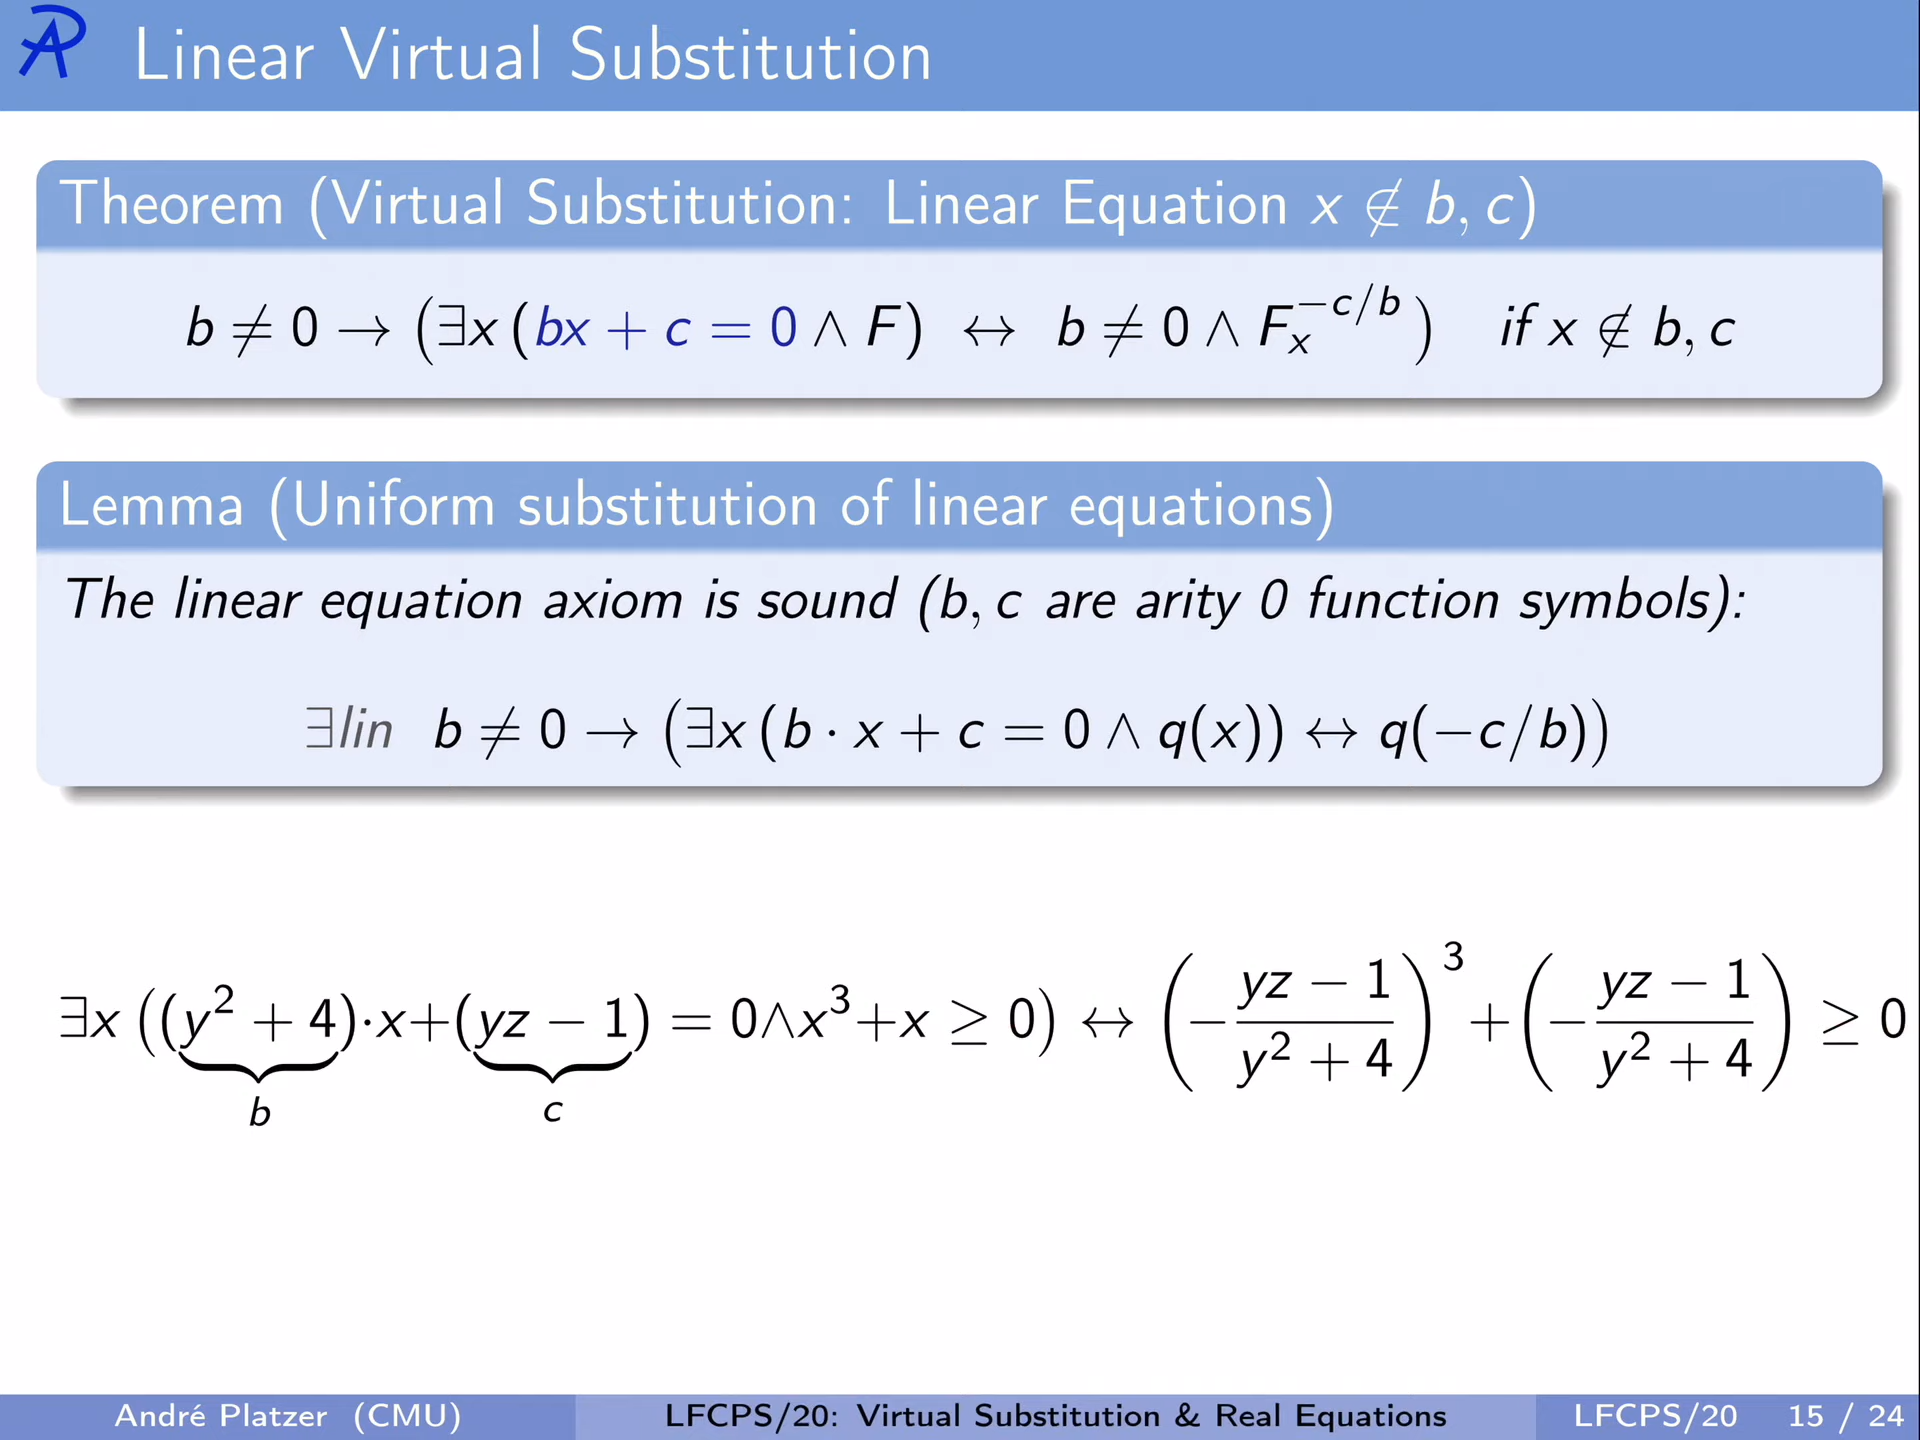 Linear Virtual Substitution
Theorem (Virtual Substitution: Linear Equation x ∉ b, c)
b ≠ 0 → (∃x (bx + c = 0 ∧ F) ↔ b ≠ 0 ∧ F_x^{−c/b}) if x ∉ b, c
Lemma (Uniform substitution of linear equations)
The linear equation axiom is sound (b, c are arity 0 function symbols):
∃lin b ≠ 0 → (∃x (b · x + c = 0 ∧ q(x)) ↔ q(−c/b))
∃x ((y² + 4)·x+(yz − 1) = 0∧x³+x ≥ 0) ↔ (−\frac{yz − 1}{y² + 4})³+(−\frac{yz − 1}{y² + 4}) ≥ 0
b c
André Platzer (CMU) LFCPS/20: Virtual Substitution & Real Equations LFCPS/20 15 / 24